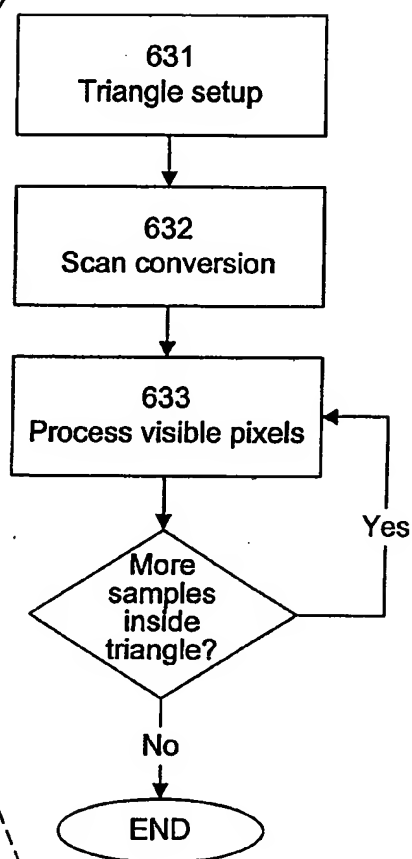 631
Triangle setup
632
Scan conversion
633
Process visible pixels
Yes
More
samples
inside
triangle?
No
END